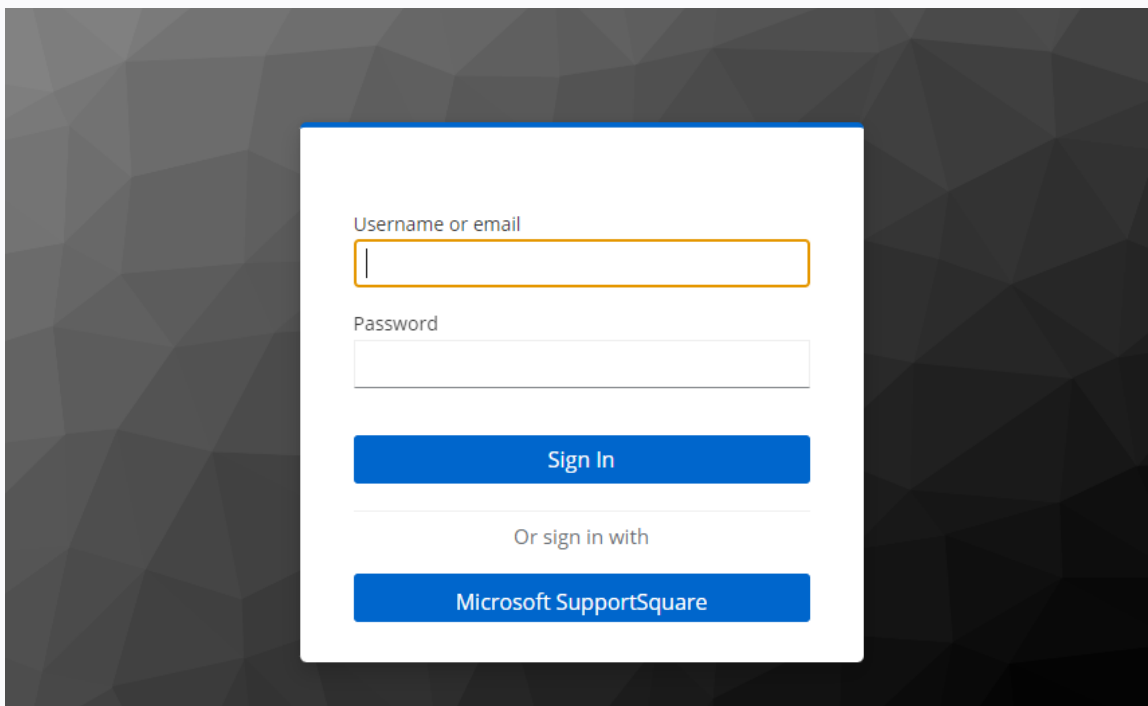 Username or email
Password
Sign In
Or sign in with
Microsoft SupportSquare